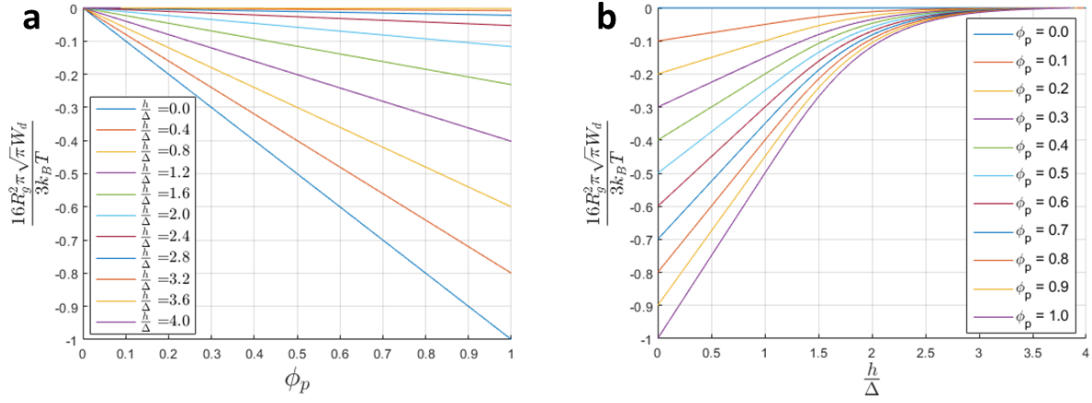 a
0
-0.1
-0.2
-0.3
-0.4
-0.5
-0.6
-0.7
-0.8
-0.9
-1
16R_g^2π√πW_d
3k_BT
h/Δ =0.0
h/Δ =0.4
h/Δ =0.8
h/Δ =1.2
h/Δ =1.6
h/Δ =2.0
h/Δ =2.4
h/Δ =2.8
h/Δ =3.2
h/Δ =3.6
h/Δ =4.0
0 0.1 0.2 0.3 0.4 0.5 0.6 0.7 0.8 0.9 1
ϕ_p
b
0
-0.1
-0.2
-0.3
-0.4
-0.5
-0.6
-0.7
-0.8
-0.9
-1
16R_g^2π√πW_d
3k_BT
ϕ_p = 0.0
ϕ_p = 0.1
ϕ_p = 0.2
ϕ_p = 0.3
ϕ_p = 0.4
ϕ_p = 0.5
ϕ_p = 0.6
ϕ_p = 0.7
ϕ_p = 0.8
ϕ_p = 0.9
ϕ_p = 1.0
0 0.5 1 1.5 2 2.5 3 3.5 4
h
Δ